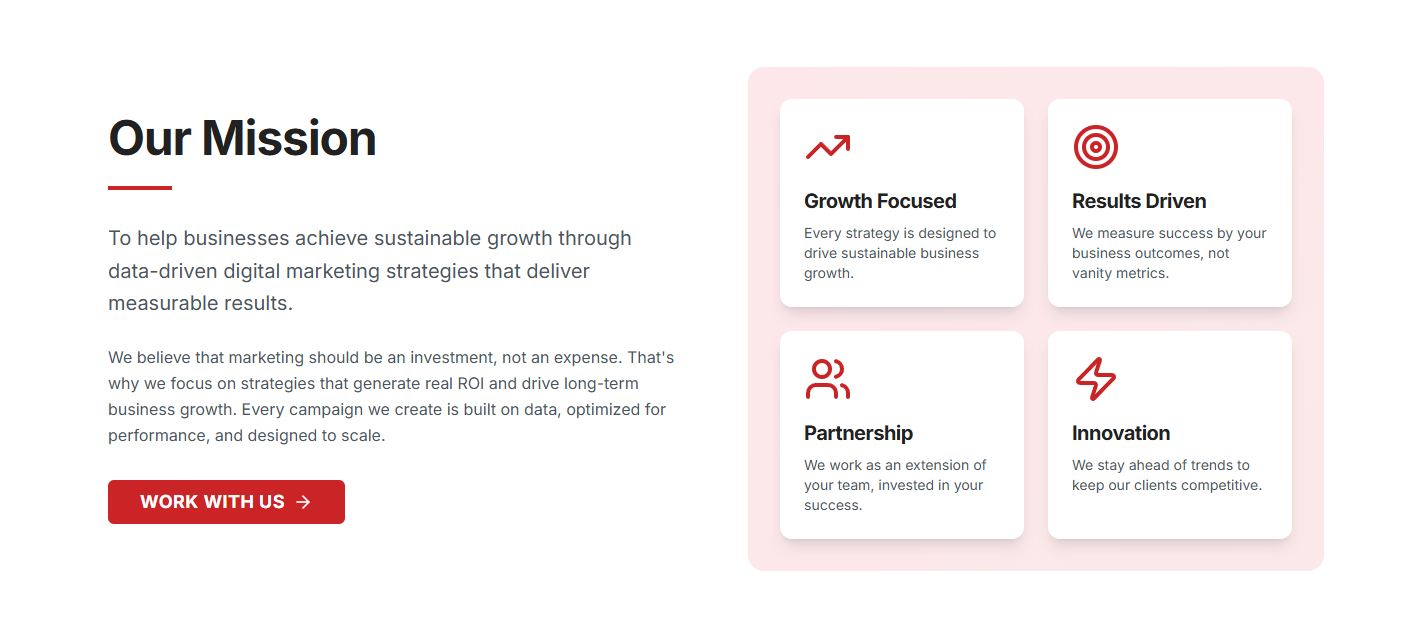 Our Mission
To help businesses achieve sustainable growth through
data-driven digital marketing strategies that deliver
measurable results.
We believe that marketing should be an investment, not an expense. That's
why we focus on strategies that generate real ROI and drive long-term
business growth. Every campaign we create is built on data, optimized for
performance, and designed to scale.
WORK WITH US →
Growth Focused
Every strategy is designed to
drive sustainable business
growth.
Results Driven
We measure success by your
business outcomes, not
vanity metrics.
Partnership
We work as an extension of
your team, invested in your
success.
Innovation
We stay ahead of trends to
keep our clients competitive.